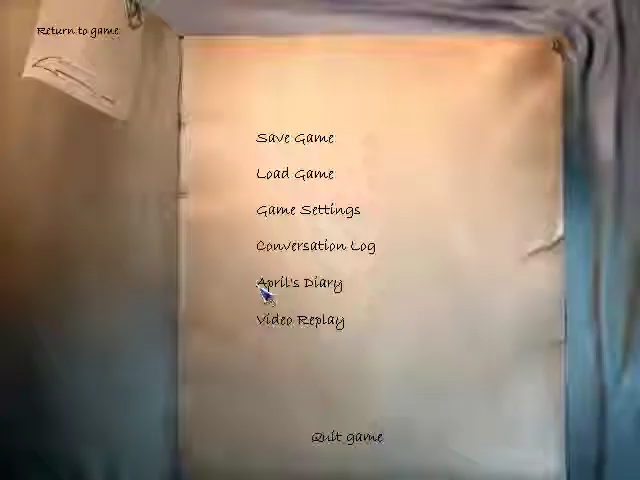 Return to game
Save Game
Load Game
Game Settings
Conversation Log
April's Diary
Video Replay
Quit game